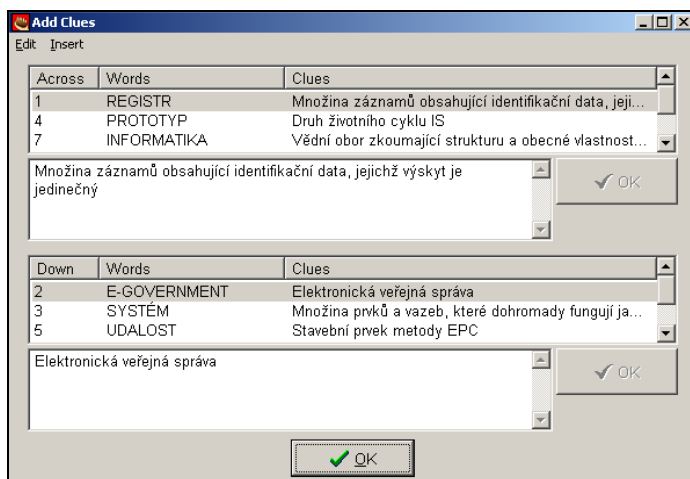 Add Clues
Edit Insert
Across Words Clues
1 REGISTR Množina záznamů obsahující identifikační data, jeji...
4 PROTOTYP Druh životního cyklu IS
7 INFORMATIKA Vědní obor zkoumající strukturu a obecné vlastnost...
Množina záznamů obsahující identifikační data, jejichž výskyt je
jedinečný
OK
Down Words Clues
2 E-GOVERNMENT Elektronická veřejná správa
3 SYSTÉM Množina prvků a vazeb, které dohromady fungují ja...
5 UDALOST Stavební prvek metody EPC
Elektronická veřejná správa
OK
OK